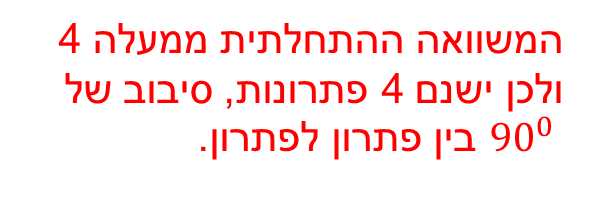 המשוואה ההתחלתית ממעלה 4
ולכן ישנם 4 פתרונות, סיבוב של
90⁰ בין פתרון לפתרון.